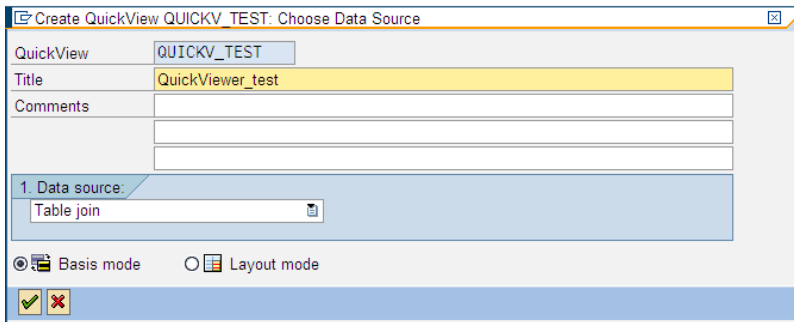 Create QuickView QUICKV_TEST: Choose Data Source
QuickView QUICKV_TEST
Title QuickViewer_test
Comments
1. Data source:
Table join
Basis mode Layout mode